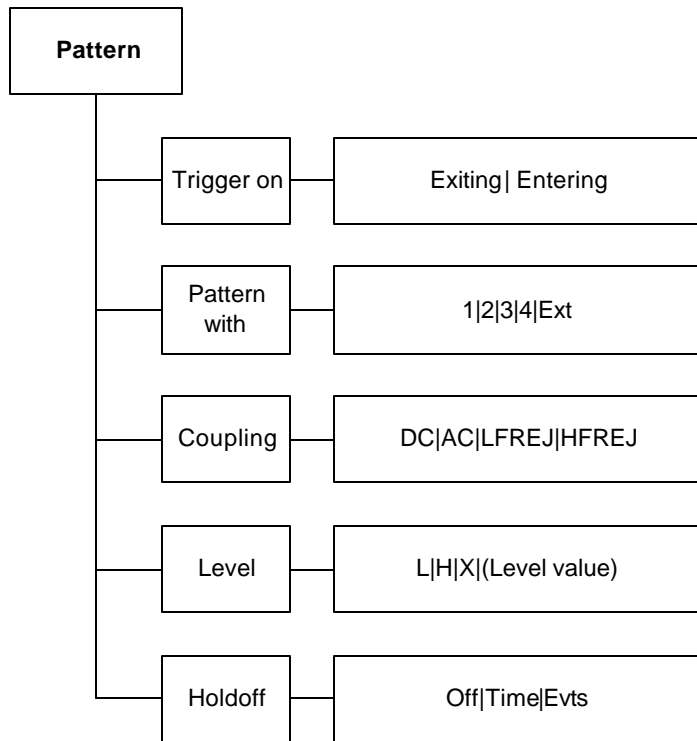 Pattern
Trigger on
Exiting| Entering
Pattern
with
1|2|3|4|Ext
Coupling
DC|AC|LFREJ|HFREJ
Level
L|H|X|(Level value)
Holdoff
Off|Time|Evts